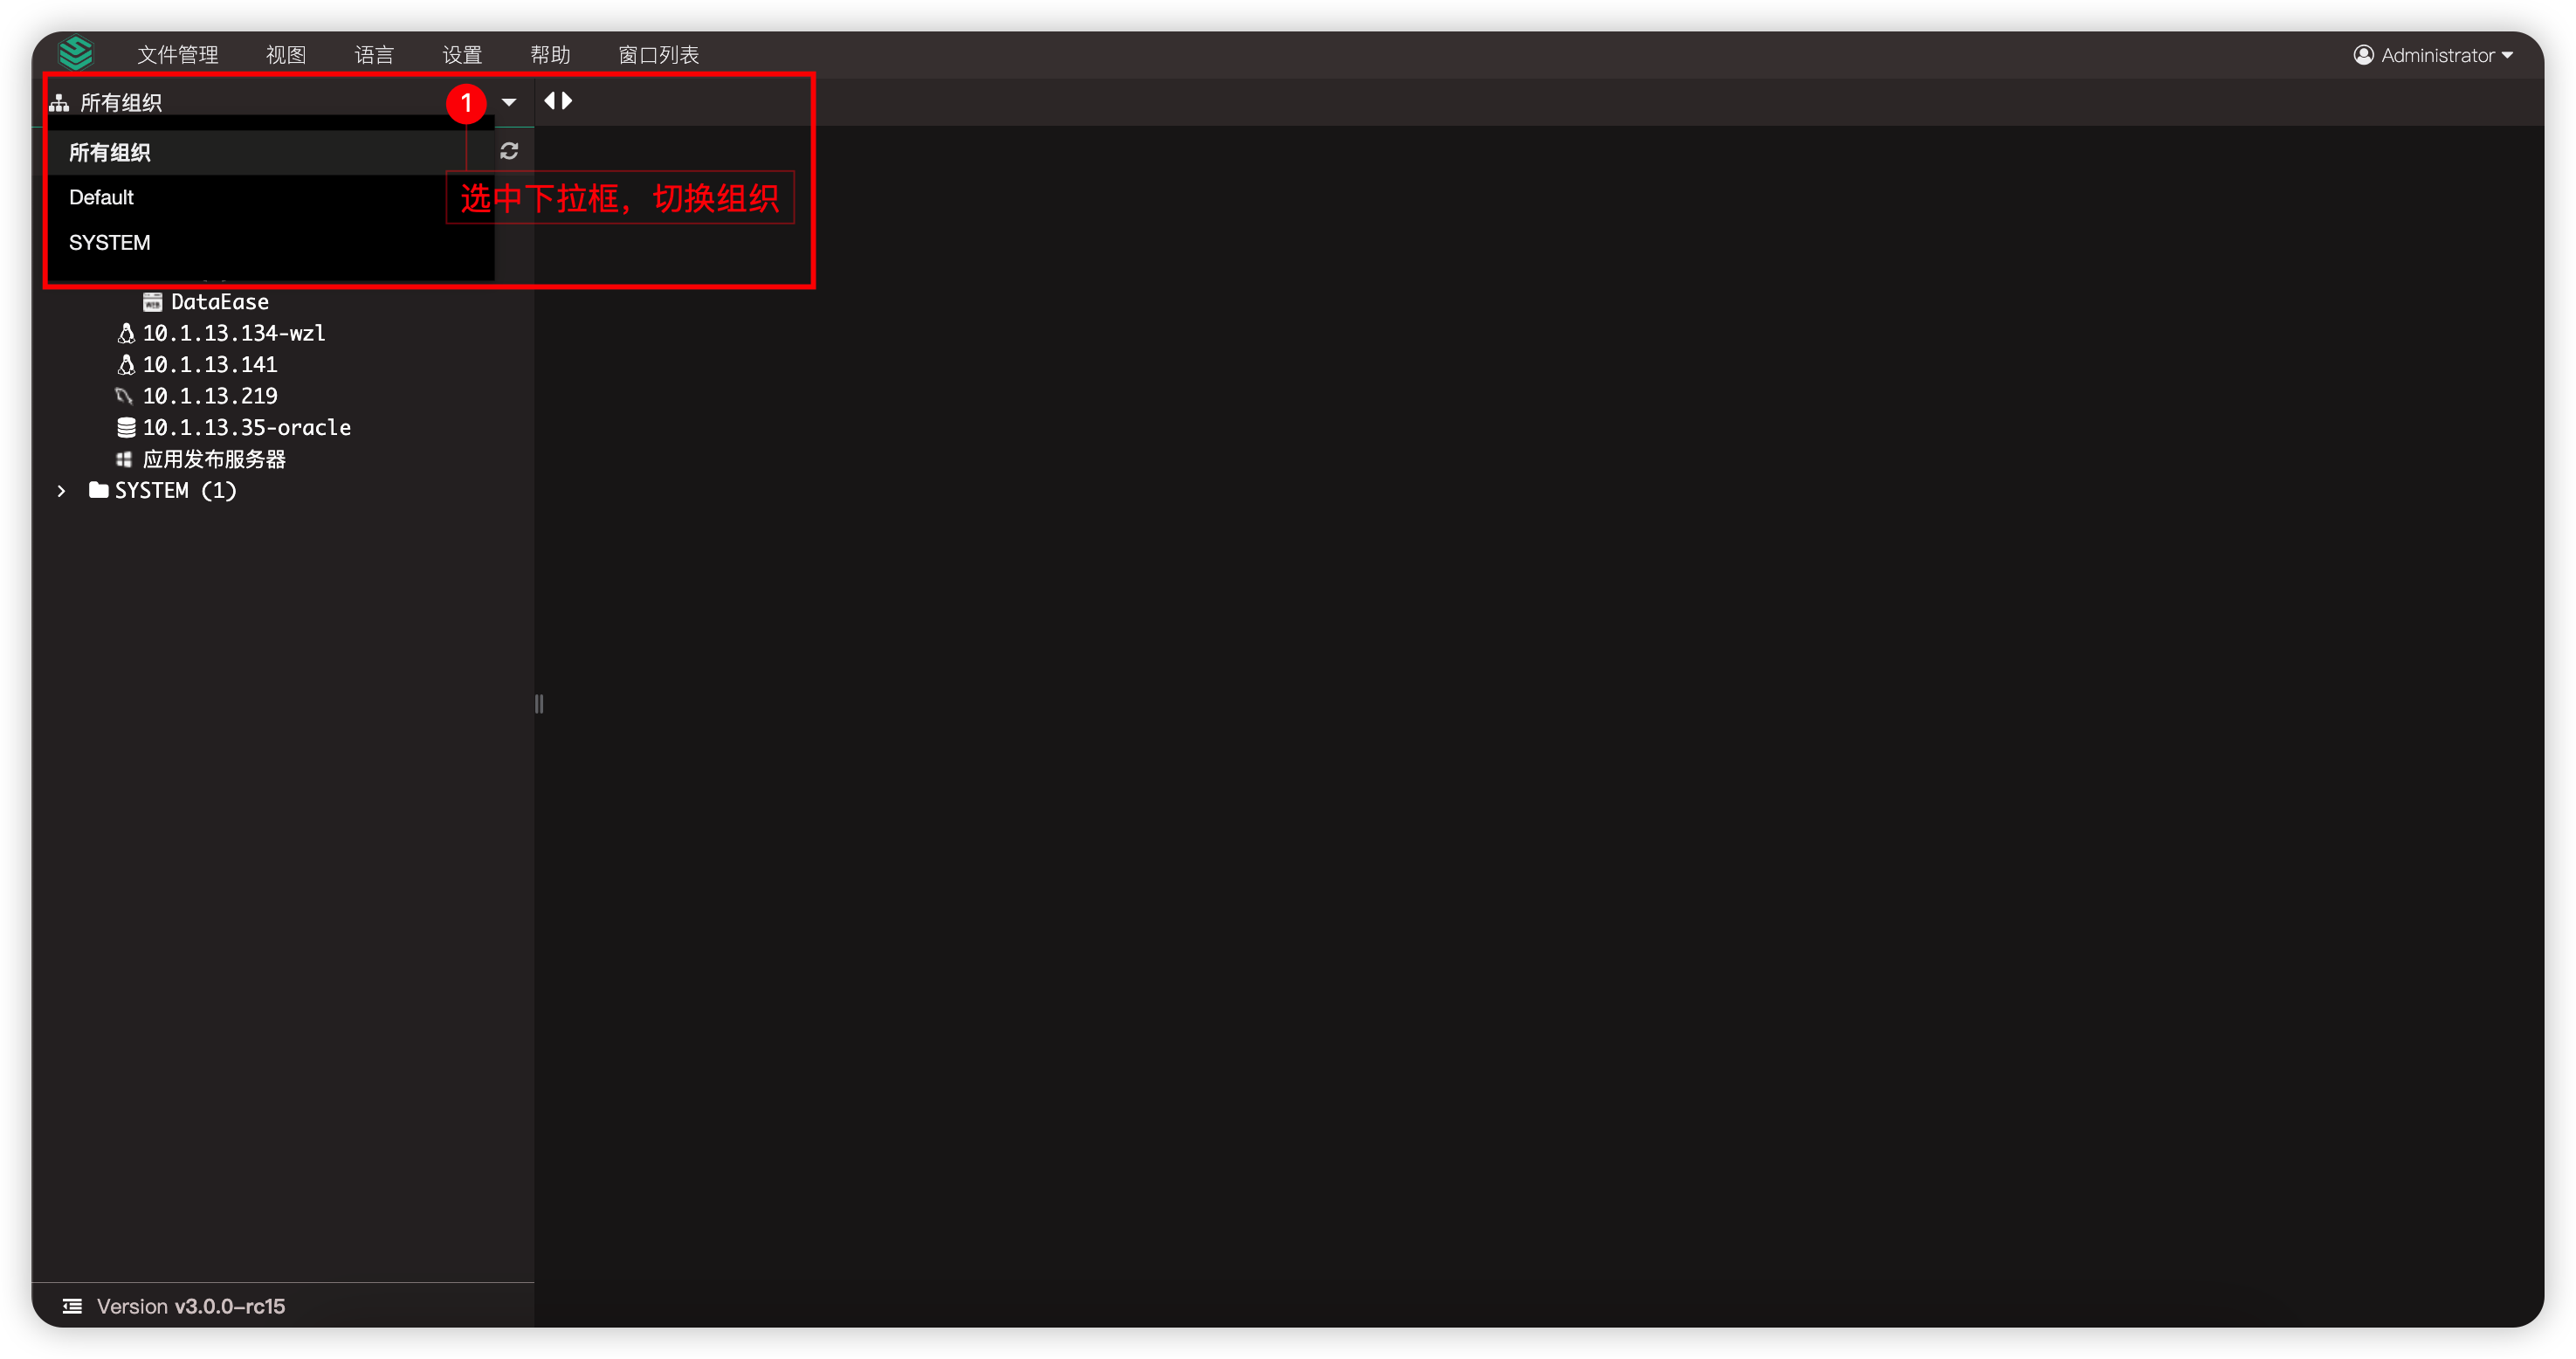 文件管理 视图 语言 设置 帮助 窗口列表 Administrator
所有组织 1
所有组织
Default
选中下拉框，切换组织
SYSTEM
DataEase
10.1.13.134-wzl
10.1.13.141
10.1.13.219
10.1.13.35-oracle
应用发布服务器
SYSTEM (1)
Version v3.0.0-rc15